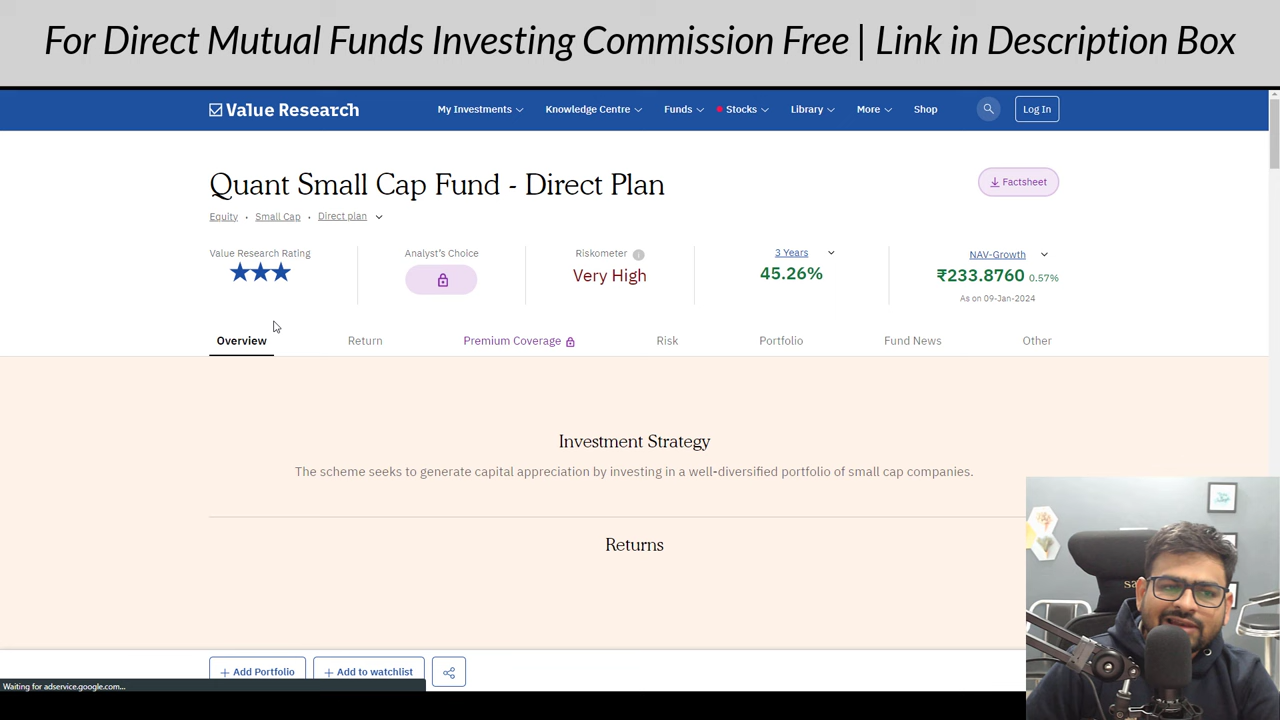 For Direct Mutual Funds Investing Commission Free | Link in Description Box
Value Research
My Investments
Knowledge Centre
Funds
Stocks
Library
More
Shop
Log In
Quant Small Cap Fund - Direct Plan
Factsheet
Equity • Small Cap • Direct plan
Value Research Rating
Analyst's Choice
Riskometer
Very High
3 Years
45.26%
NAV-Growth
₹233.8760 0.57%
As on 09-Jan-2024
Overview
Return
Premium Coverage
Risk
Portfolio
Fund News
Other
Investment Strategy
The scheme seeks to generate capital appreciation by investing in a well-diversified portfolio of small cap companies.
Returns
+ Add Portfolio
+ Add to watchlist
Waiting for adservice.google.com...